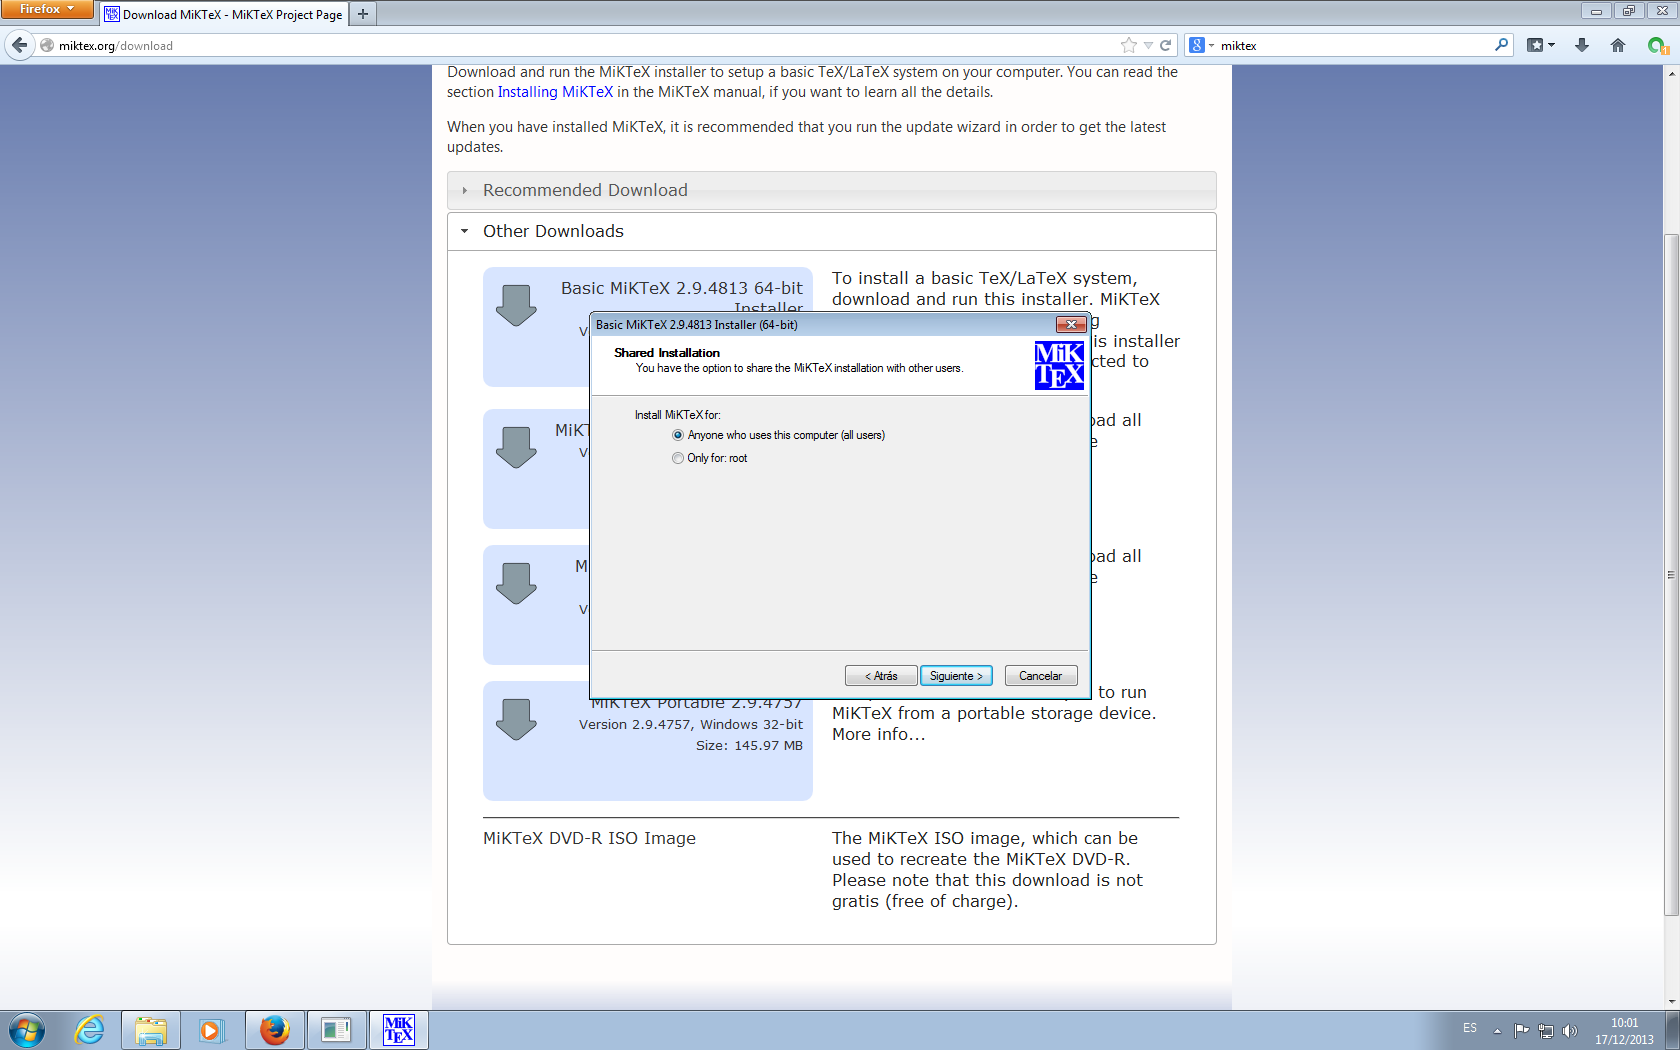 Firefox
Download MiKTeX - MiKTeX Project Page
miktex.org/download
8
miktex
Download and run the MiKTeX installer to setup a basic TeX/LaTeX system on your computer. You can read the
section Installing MiKTeX in the MiKTeX manual, if you want to learn all the details.
When you have installed MiKTeX, it is recommended that you run the update wizard in order to get the latest
updates.
Recommended Download
Other Downloads
Basic MiKTeX 2.9.4813 64-bit
Installer
To install a basic TeX/LaTeX system,
download and run this installer. MiKTeX
g
is installer
cted to
Basic MiKTeX 2.9.4813 Installer (64-bit)
Shared Installation
You have the option to share the MiKTeX installation with other users.
MiK
TEX
Install MiKTeX for:
Anyone who uses this computer (all users)
Only for: root
< Atrás
Siguiente >
Cancelar
V
MiKT
V
oad all
e
M
V
oad all
e
MiKTeX Portable 2.9.4757
Version 2.9.4757, Windows 32-bit
Size: 145.97 MB
to run
MiKTeX from a portable storage device.
More info...
MiKTeX DVD-R ISO Image
The MiKTeX ISO image, which can be
used to recreate the MiKTeX DVD-R.
Please note that this download is not
gratis (free of charge).
MiK
TEX
ES
10:01
17/12/2013